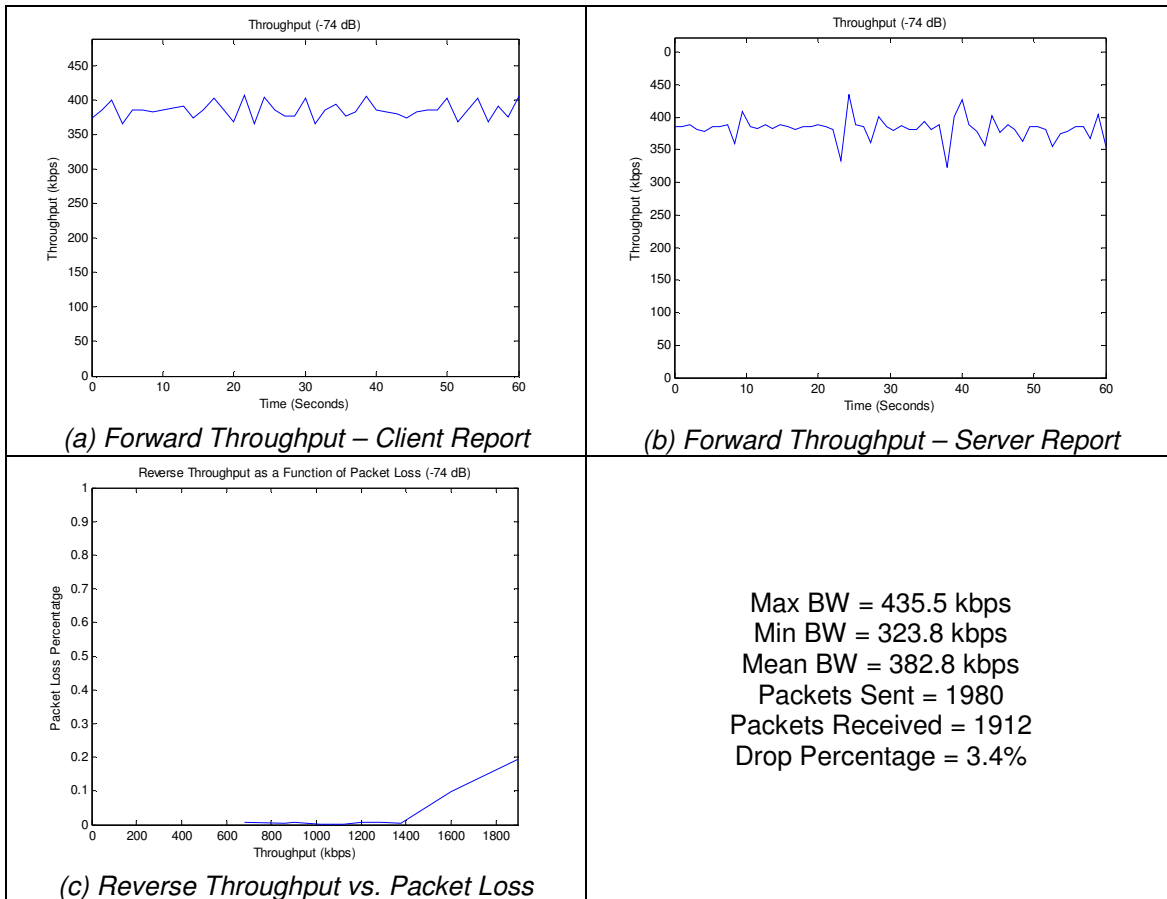 Throughput (-74 dB)
450
400
350
300
250
200
150
100
50
0
Throughput (kbps)
0 10 20 30 40 50 60
Time (Seconds)
(a) Forward Throughput – Client Report
Throughput (-74 dB)
0
450
400
350
300
250
200
150
100
50
0
Throughput (kbps)
0 10 20 30 40 50 60
Time (Seconds)
(b) Forward Throughput – Server Report
Reverse Throughput as a Function of Packet Loss (-74 dB)
1
0.9
0.8
0.7
0.6
0.5
0.4
0.3
0.2
0.1
0
Packet Loss Percentatge
0 200 400 600 800 1000 1200 1400 1600 1800
Throughput (kbps)
(c) Reverse Throughput vs. Packet Loss
Max BW = 435.5 kbps
Min BW = 323.8 kbps
Mean BW = 382.8 kbps
Packets Sent = 1980
Packets Received = 1912
Drop Percentage = 3.4%